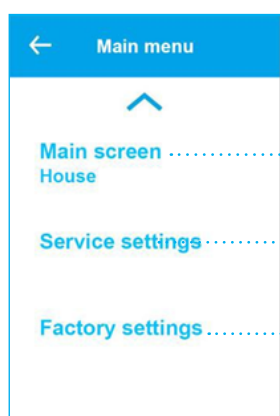 Main menu
Main screen
House
Service settings
Factory settings